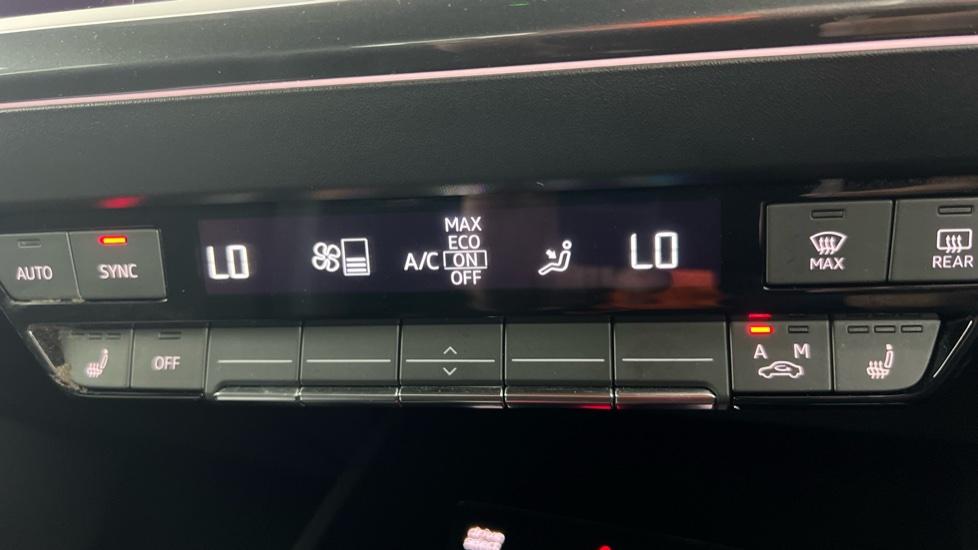 AUTO
SYNC
LO
A/C
MAX
ECO
ON
OFF
LO
MAX
REAR
OFF
A M